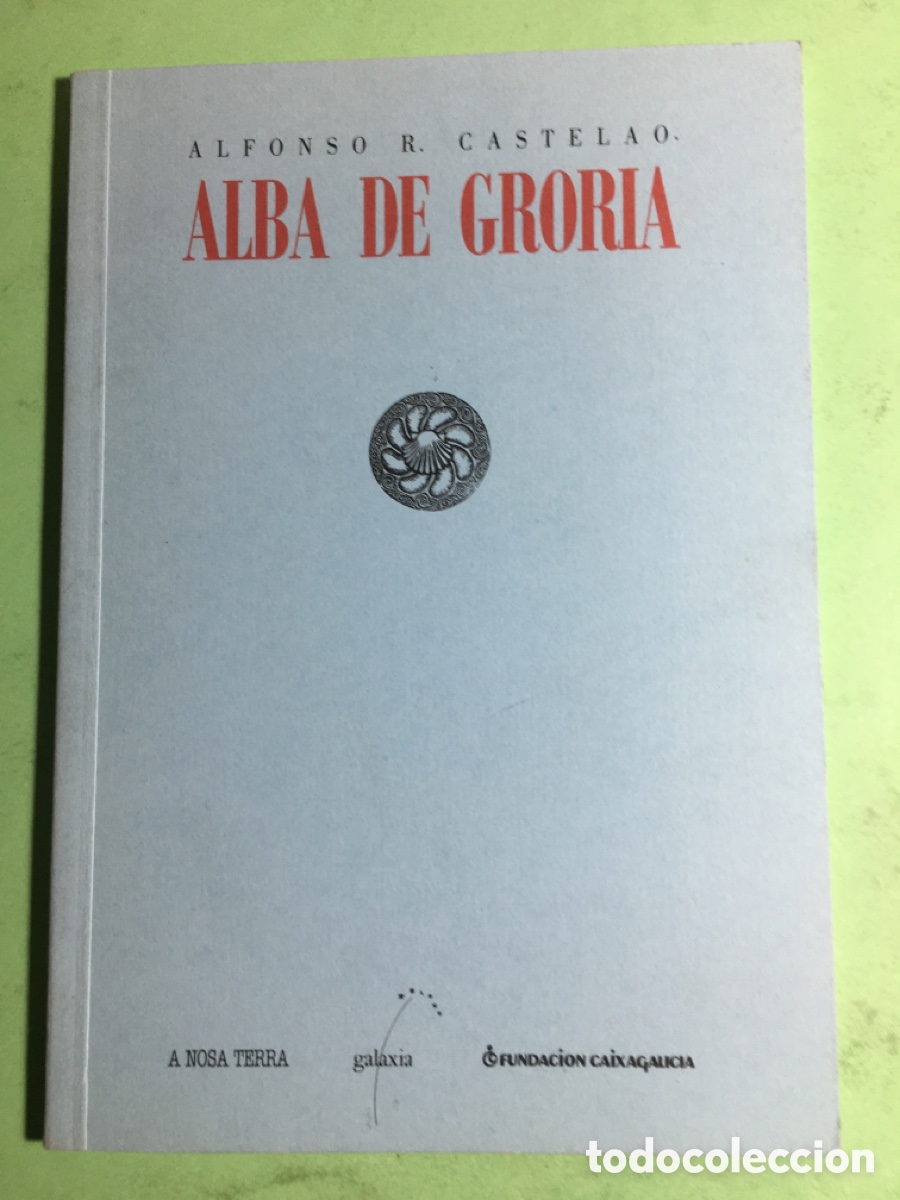 ALFONSO R. CASTELAO.
ALBA DE GRORIA
A NOSA TERRA galaxia FUNDACION CAIXAGALICIA
todocoleccion